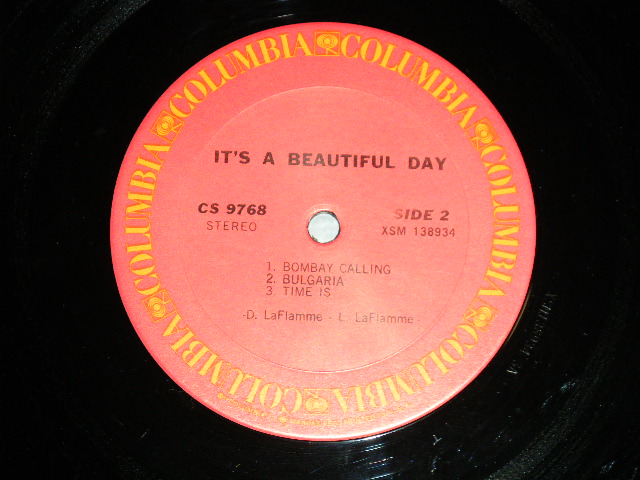 COLUMBIA COLUMBIA COLUMBIA COLUMBIA COLUMBIA COLUMBIA
IT'S A BEAUTIFUL DAY
CS 9768
STEREO
SIDE 2
XSM 138934
1. BOMBAY CALLING
2. BULGARIA
3. TIME IS
-D. LaFlamme - L. LaFlamme-